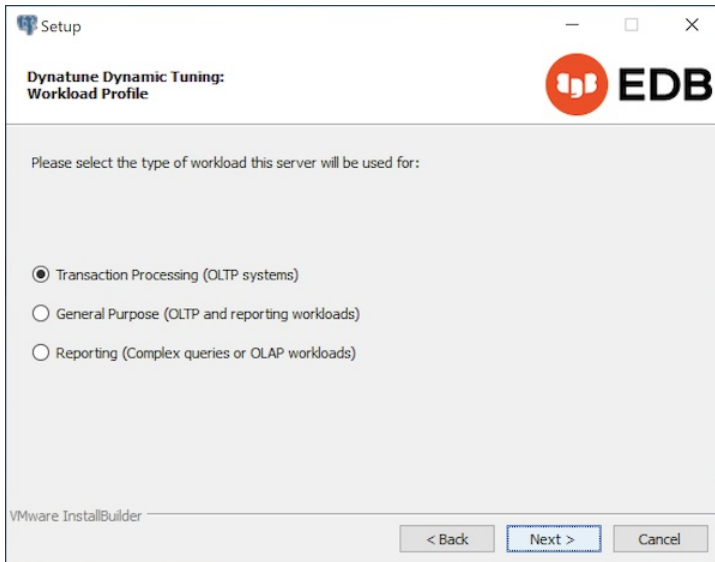 Setup
Dynatune Dynamic Tuning:
Workload Profile
EDB
Please select the type of workload this server will be used for:
Transaction Processing (OLTP systems)
General Purpose (OLTP and reporting workloads)
Reporting (Complex queries or OLAP workloads)
VMware InstallBuilder
< Back
Next >
Cancel